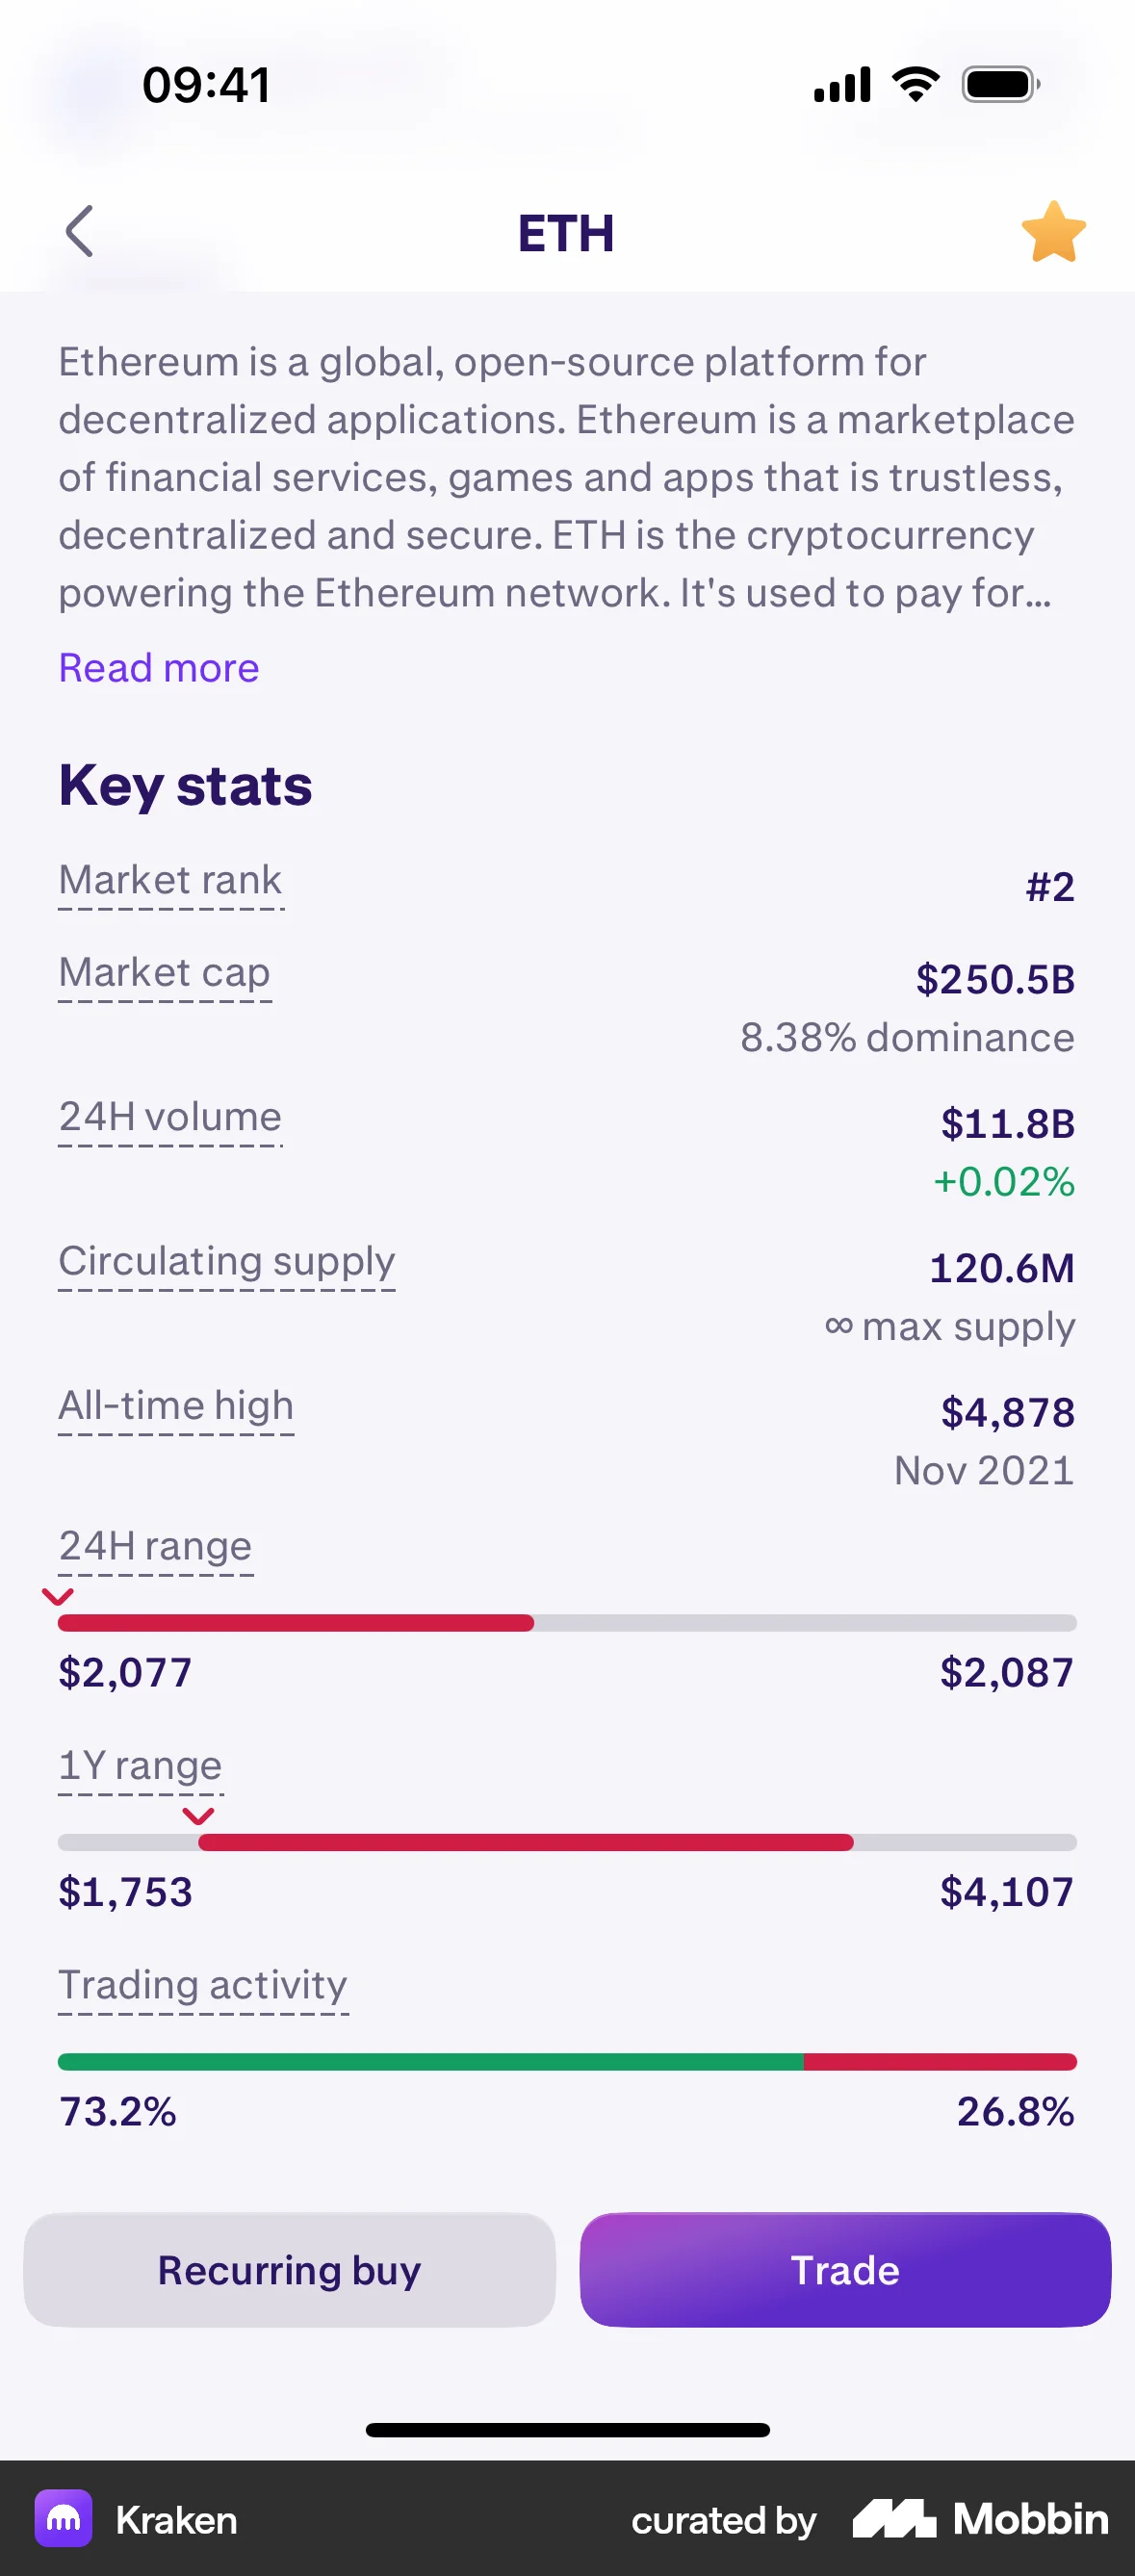 09:41
ETH
Ethereum is a global, open-source platform for
decentralized applications. Ethereum is a marketplace
of financial services, games and apps that is trustless,
decentralized and secure. ETH is the cryptocurrency
powering the Ethereum network. It's used to pay for...
Read more
Key stats
Market rank #2
Market cap $250.5B
8.38% dominance
24H volume $11.8B
+0.02%
Circulating supply 120.6M
∞ max supply
All-time high $4,878
Nov 2021
24H range
$2,077 $2,087
1Y range
$1,753 $4,107
Trading activity
73.2% 26.8%
Recurring buy Trade
Kraken curated by Mobbin